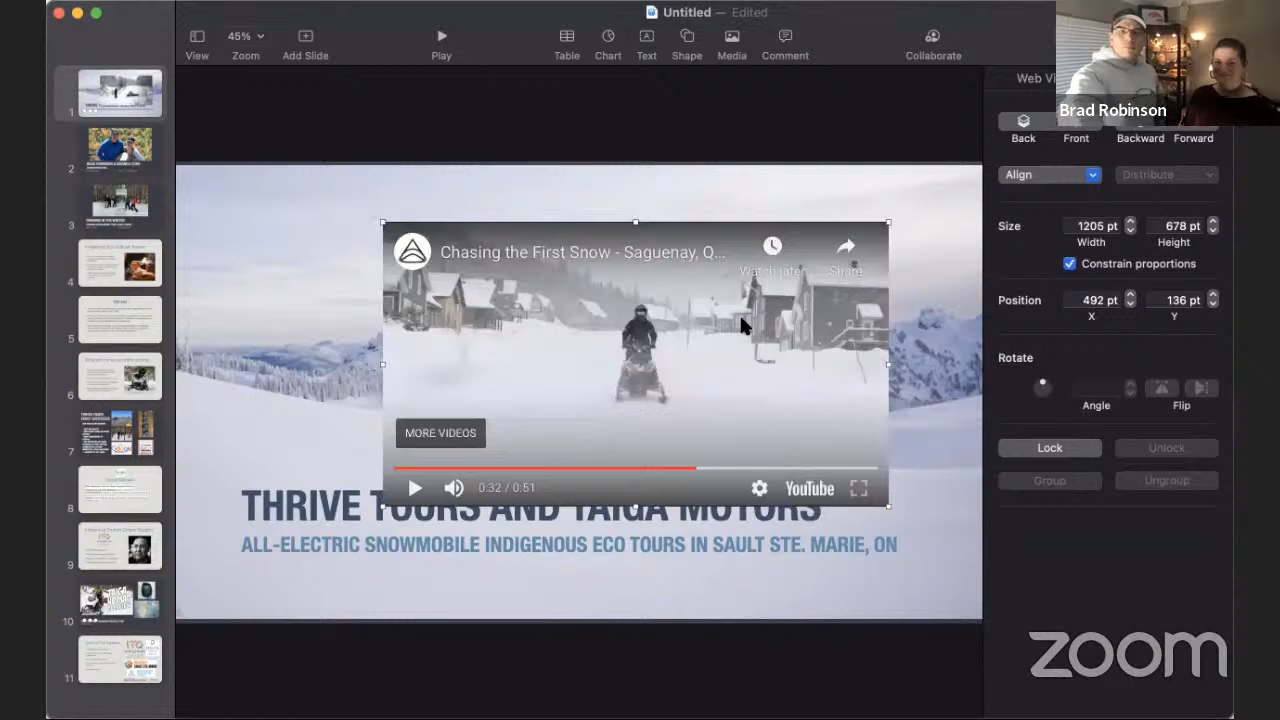 Untitled — Edited
45%
View
Zoom
Add Slide
Play
Table
Chart
Text
Shape
Media
Comment
Collaborate
Brad Robinson
Back
Front
Backward
Forward
Align
Distribute
Size
1205 pt
678 pt
Width
Height
Constrain proportions
Position
492 pt
136 pt
X
Y
Rotate
Angle
Flip
Lock
Unlock
Group
Ungroup
Chasing the First Snow - Saguenay, Q...
Watch later
Share
MORE VIDEOS
0:32 / 0:51
YouTube
THRIVE TOURS AND TAIGA MOTORS
ALL-ELECTRIC SNOWMOBILE INDIGENOUS ECO TOURS IN SAULT STE. MARIE, ON
1
2
3
4
5
6
7
8
9
10
11
zoom